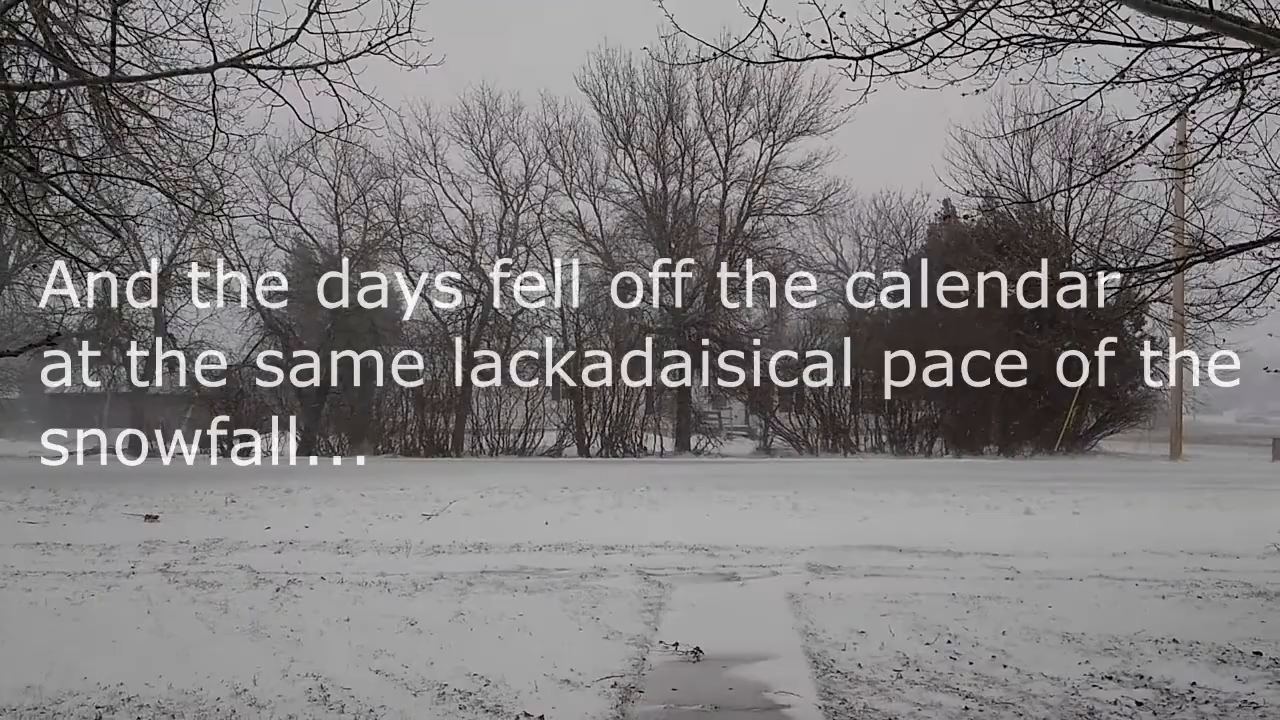 And the days fell off the calendar
at the same lackadaisical pace of the
snowfall...